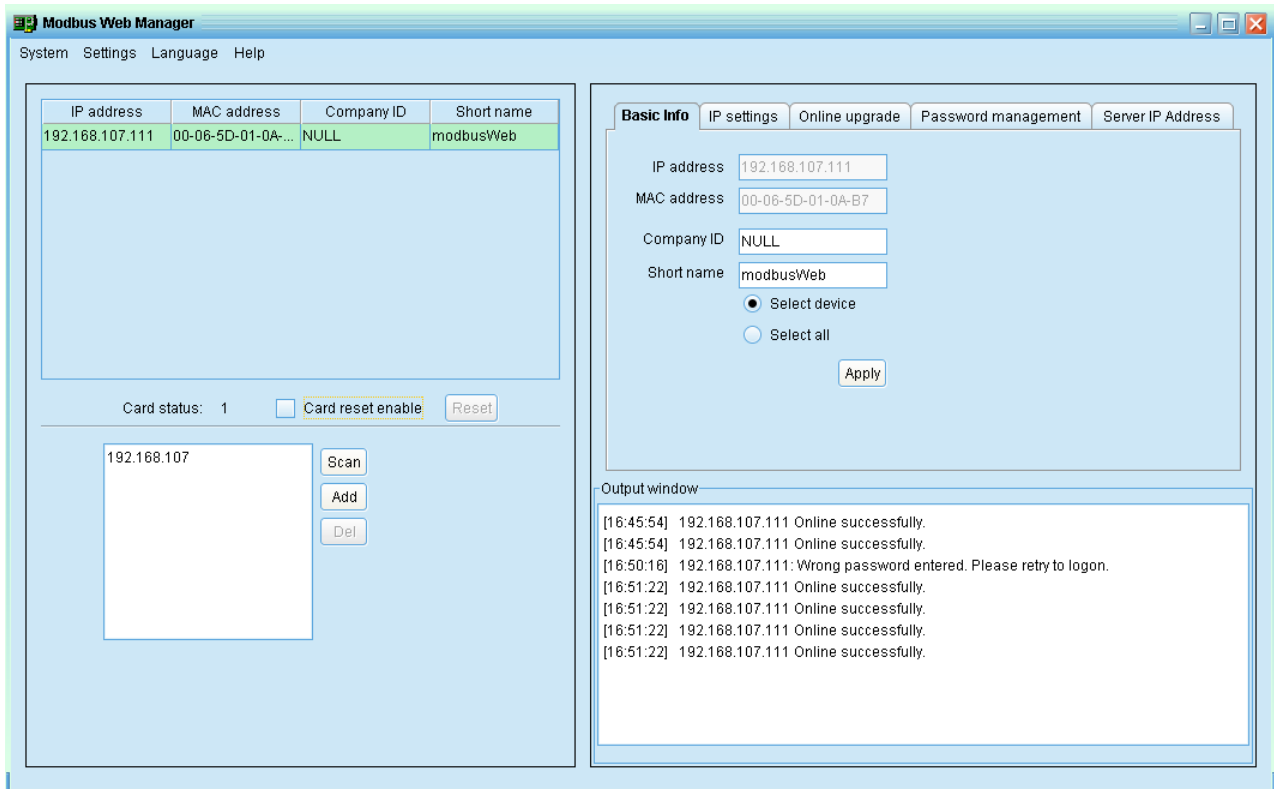 Modbus Web Manager
System Settings Language Help
IP address MAC address Company ID Short name
192.168.107.111 00-06-5D-01-0A-... NULL modbusWeb
Card status: 1 Card reset enable Reset
192.168.107
Scan
Add
Del
Basic Info IP settings Online upgrade Password management Server IP Address
IP address 192.168.107.111
MAC address 00-06-5D-01-0A-B7
Company ID NULL
Short name modbusWeb
Select device
Select all
Apply
Output window
[16:45:54] 192.168.107.111 Online successfully.
[16:45:54] 192.168.107.111 Online successfully.
[16:50:16] 192.168.107.111: Wrong password entered. Please retry to logon.
[16:51:22] 192.168.107.111 Online successfully.
[16:51:22] 192.168.107.111 Online successfully.
[16:51:22] 192.168.107.111 Online successfully.
[16:51:22] 192.168.107.111 Online successfully.